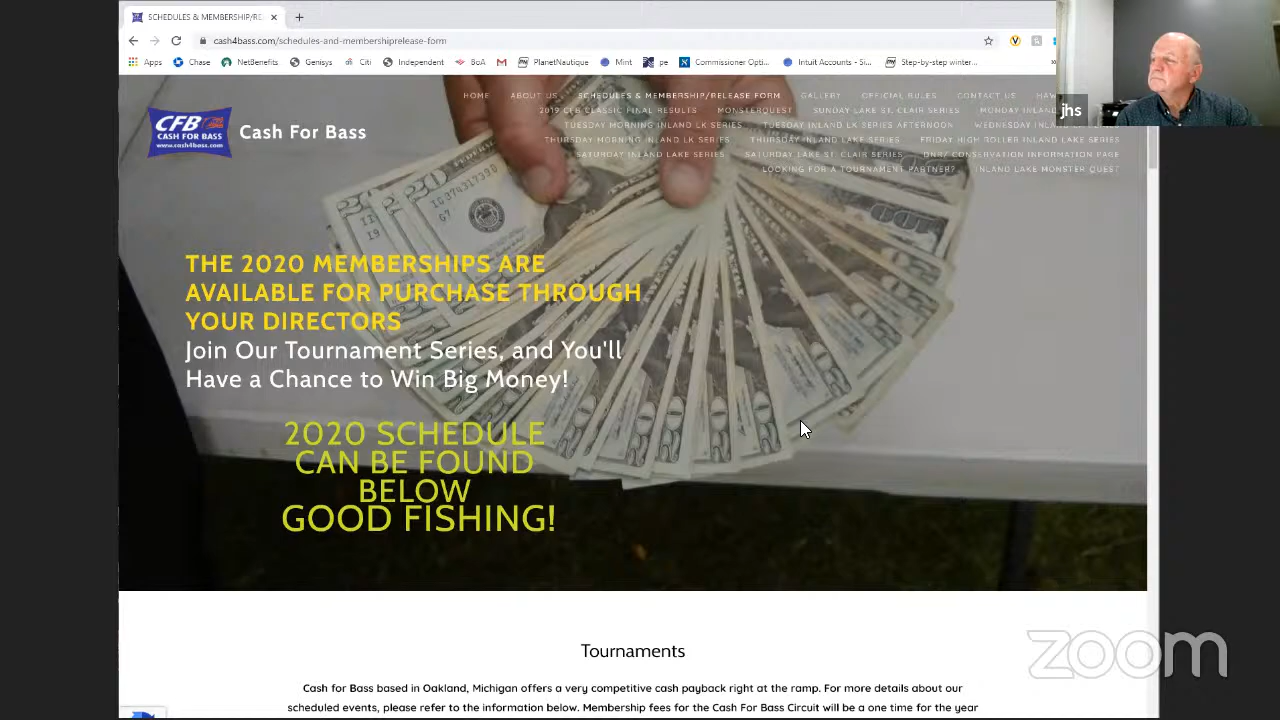 SCHEDULES & MEMBERSHIP/RE
cash4bass.com/schedules-and-membershiprelease-form
Apps Chase NetBenefits Genisys Citi Independent BoA PlanetNautique Mint pe Commissioner Opti... Intuit Accounts - Si... Step-by-step winter...
jhs
HOME ABOUT US SCHEDULES & MEMBERSHIP/RELEASE FORM GALLERY OFFICIAL RULES CONTACT US
2019 CFB CLASSIC FINAL RESULTS MONSTERQUEST SUNDAY LAKE ST. CLAIR SERIES MONDAY INLAND
TUESDAY MORNING INLAND LK SERIES TUESDAY INLAND LK SERIES AFTERNOON WEDNESDAY
THURSDAY MORNING INLAND LK SERIES THURSDAY INLAND LAKE SERIES FRIDAY HIGH ROLLER INLAND LAKE SERIES
SATURDAY INLAND LAKE SERIES SATURDAY LAKE ST. CLAIR SERIES DNR/ CONSERVATION INFORMATION PAGE
LOOKING FOR A TOURNAMENT PARTNER? INLAND LAKE MONSTER QUEST
CFB
CASH FOR BASS
www.cash4bass.com
Cash For Bass
THE 2020 MEMBERSHIPS ARE
AVAILABLE FOR PURCHASE THROUGH
YOUR DIRECTORS
Join Our Tournament Series, and You'll
Have a Chance to Win Big Money!
2020 SCHEDULE
CAN BE FOUND
BELOW
GOOD FISHING!
Tournaments
Cash for Bass based in Oakland, Michigan offers a very competitive cash payback right at the ramp. For more details about our
scheduled events, please refer to the information below. Membership fees for the Cash For Bass Circuit will be a one time for the year
zoom